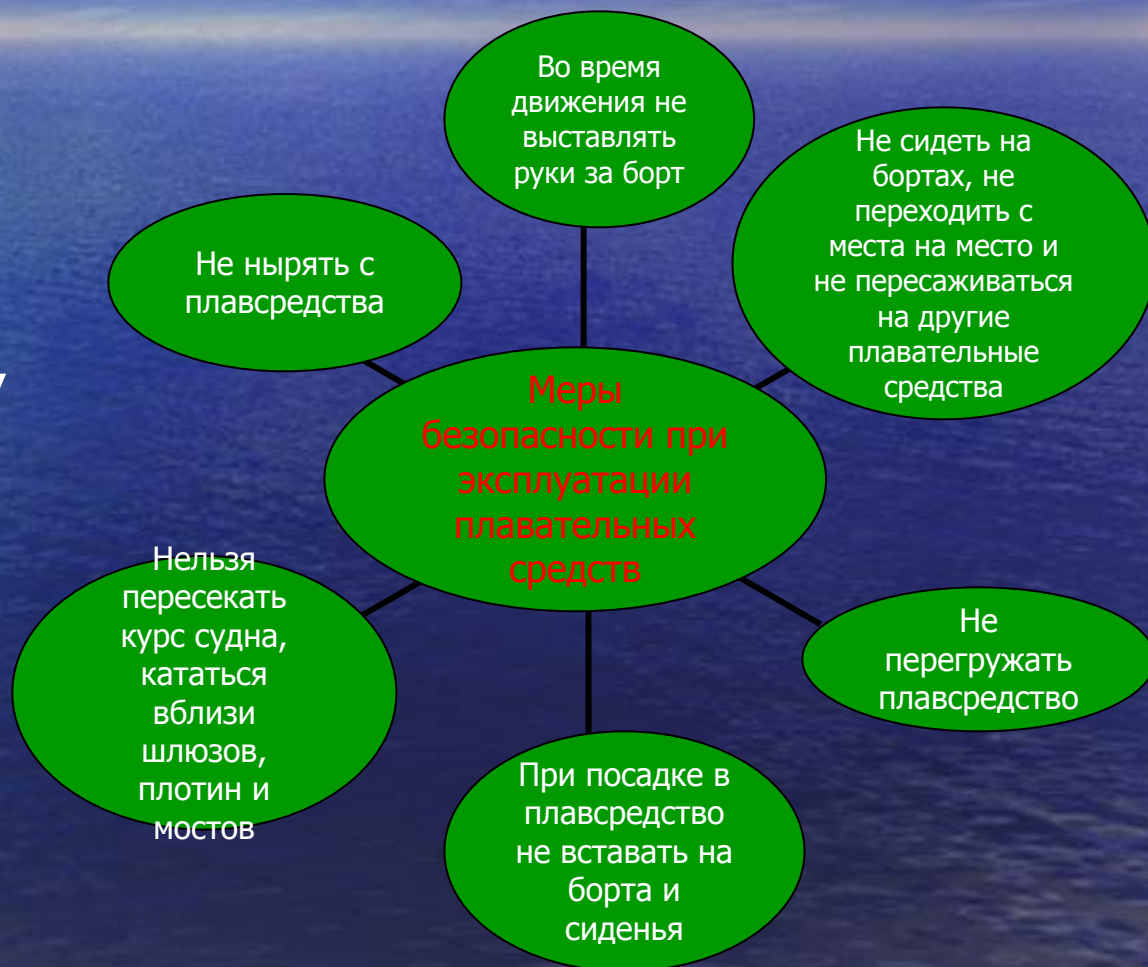 Во время
движения не
выставлять
руки за борт
Не сидеть на
бортах, не
переходить с
места на место и
не пересаживаться
на другие
плавательные
средства
Не нырять с
плавсредства
Меры
безопасности при
эксплуатации
плавательных
средств
Нельзя
пересекать
курс судна,
кататься
вблизи
шлюзов,
плотин и
мостов
Не
перегружать
плавсредство
При посадке в
плавсредство
не вставать на
борта и
сиденья